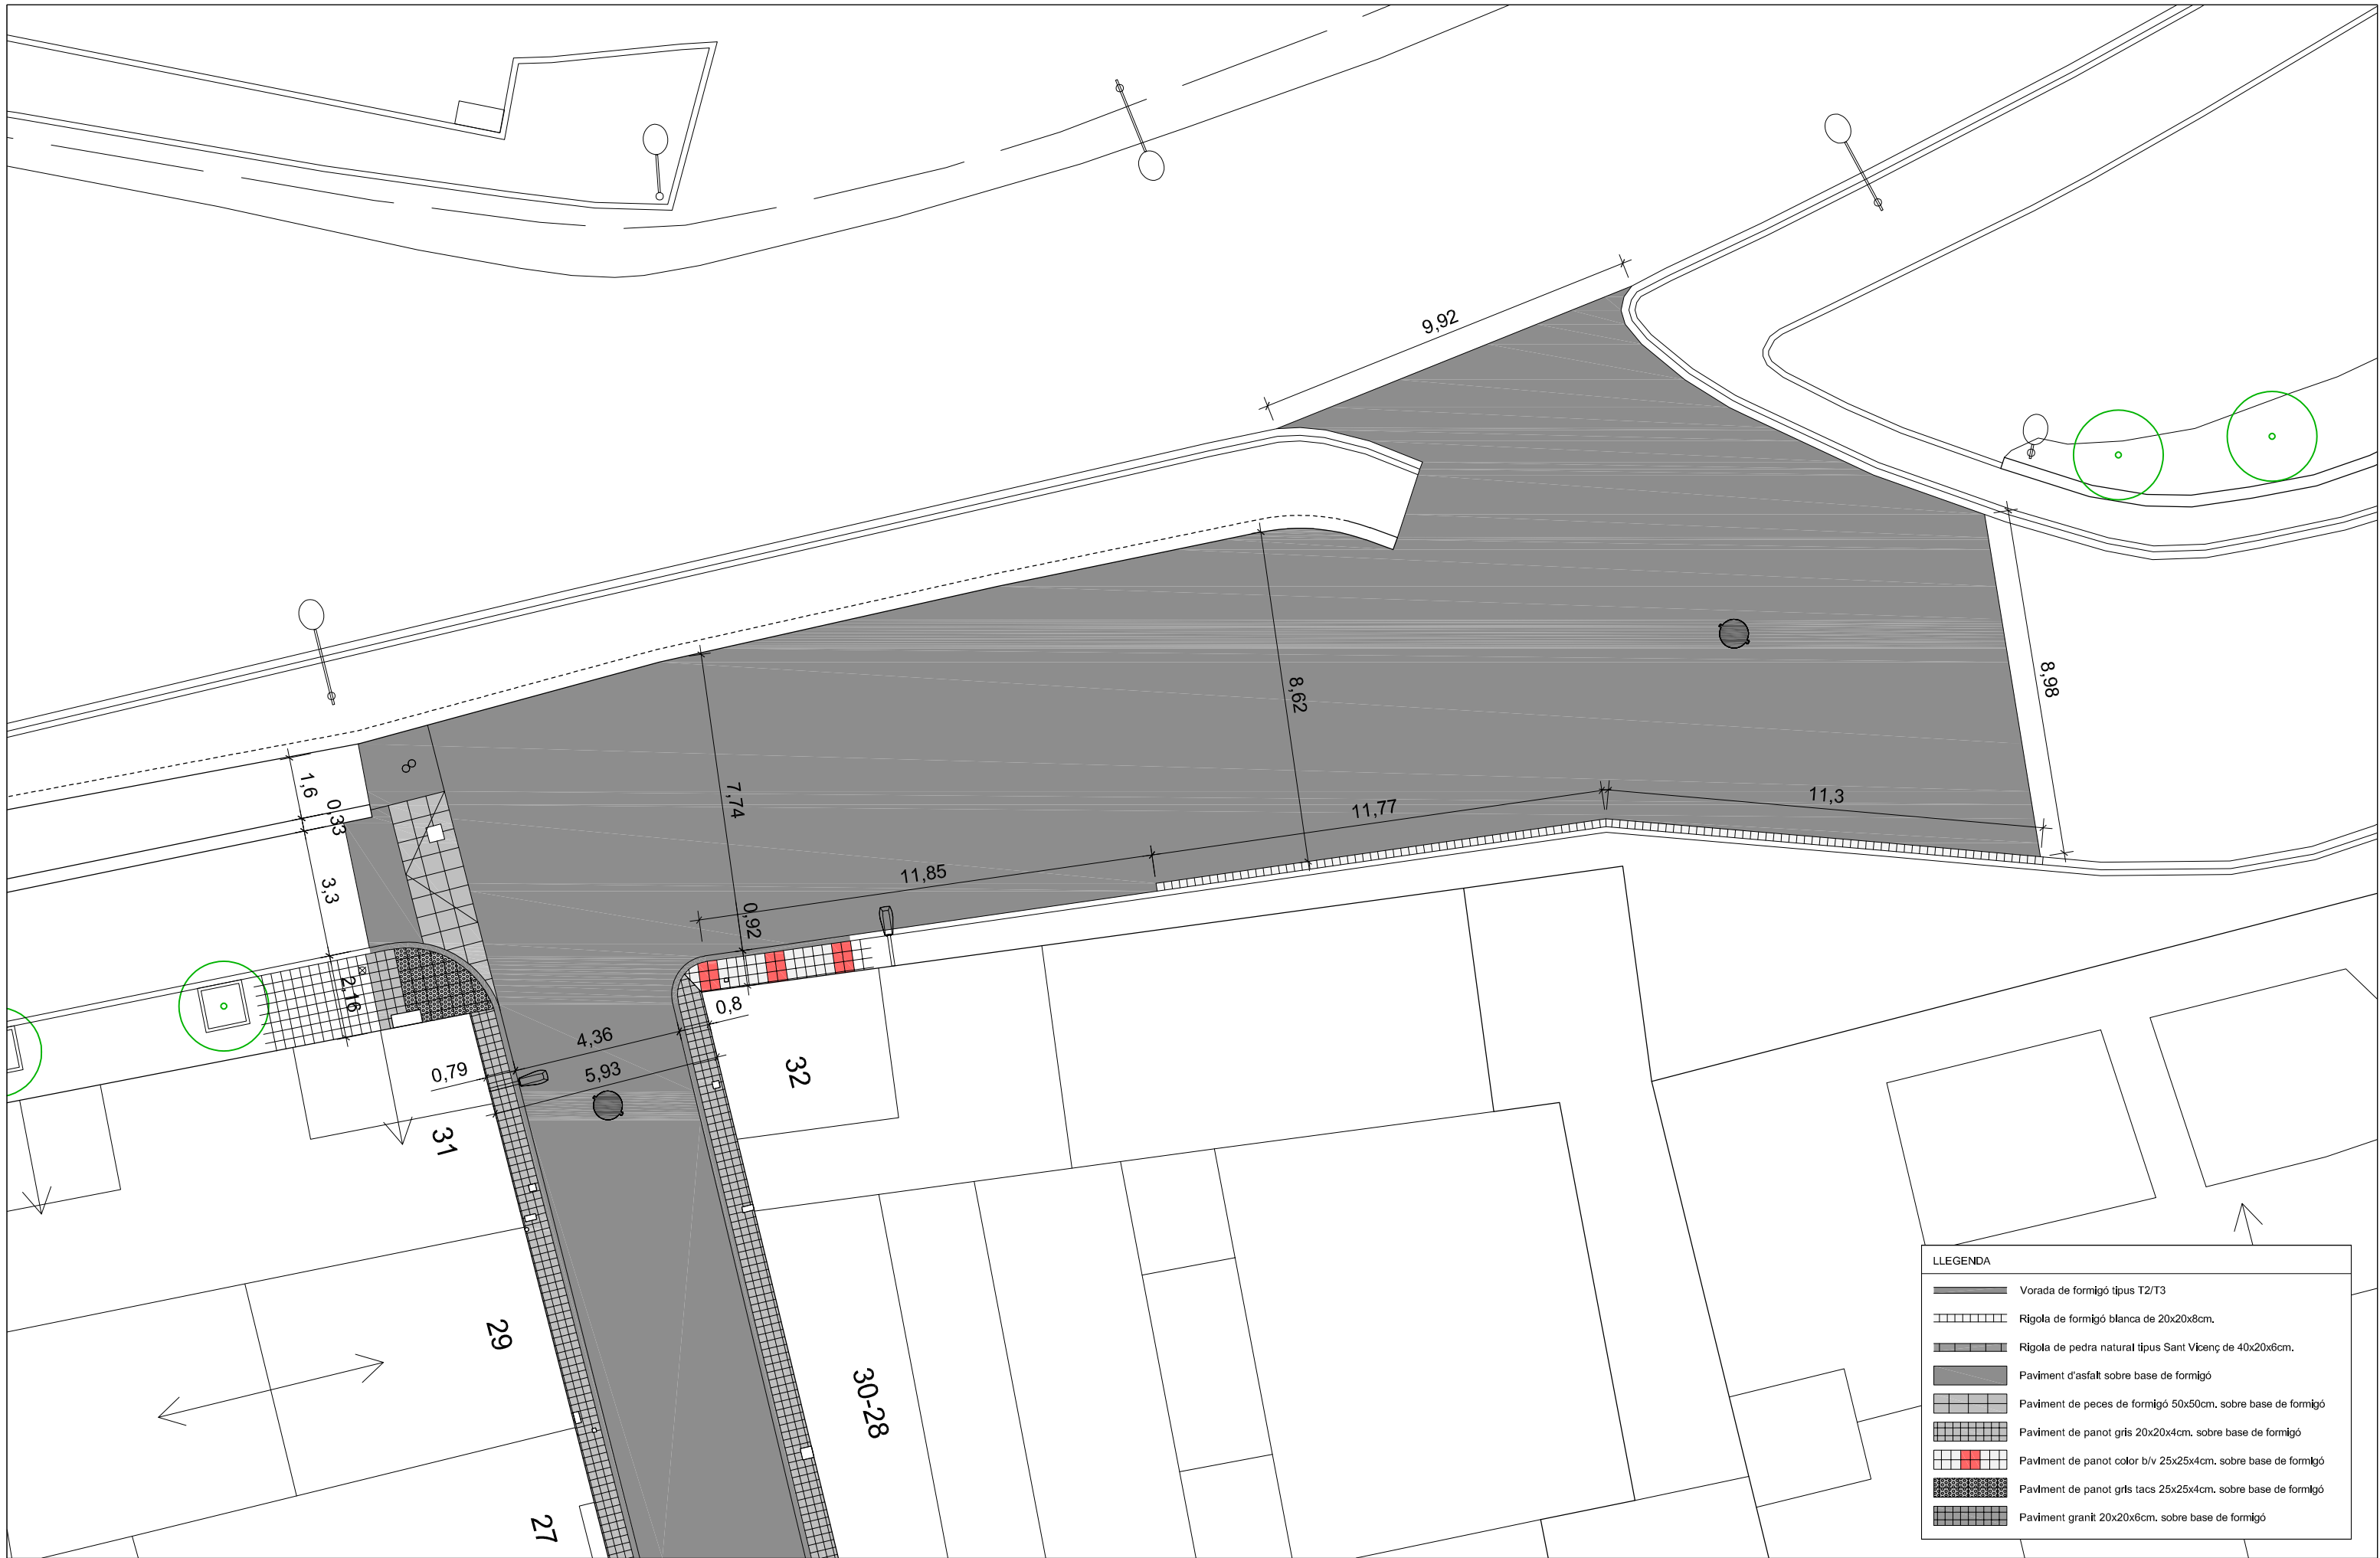 9,92
8,98
8,62
7,74
1,6
0,33
11,3
11,77
11,85
3,3
0,92
2,16
0,8
4,36
5,93
0,79
32
31
29
30-28
27
LLEGENDA
Vorada de formigó tipus T2/T3
Rigola de formigó blanca de 20x20x8cm.
Rigola de pedra natural tipus Sant Vicenç de 40x20x6cm.
Paviment d'asfalt sobre base de formigó
Paviment de peces de formigó 50x50cm. sobre base de formigó
Paviment de panot gris 20x20x4cm. sobre base de formigó
Paviment de panot color b/v 25x25x4cm. sobre base de formigó
Paviment de panot gris tacs 25x25x4cm. sobre base de formigó
Paviment granit 20x20x6cm. sobre base de formigó